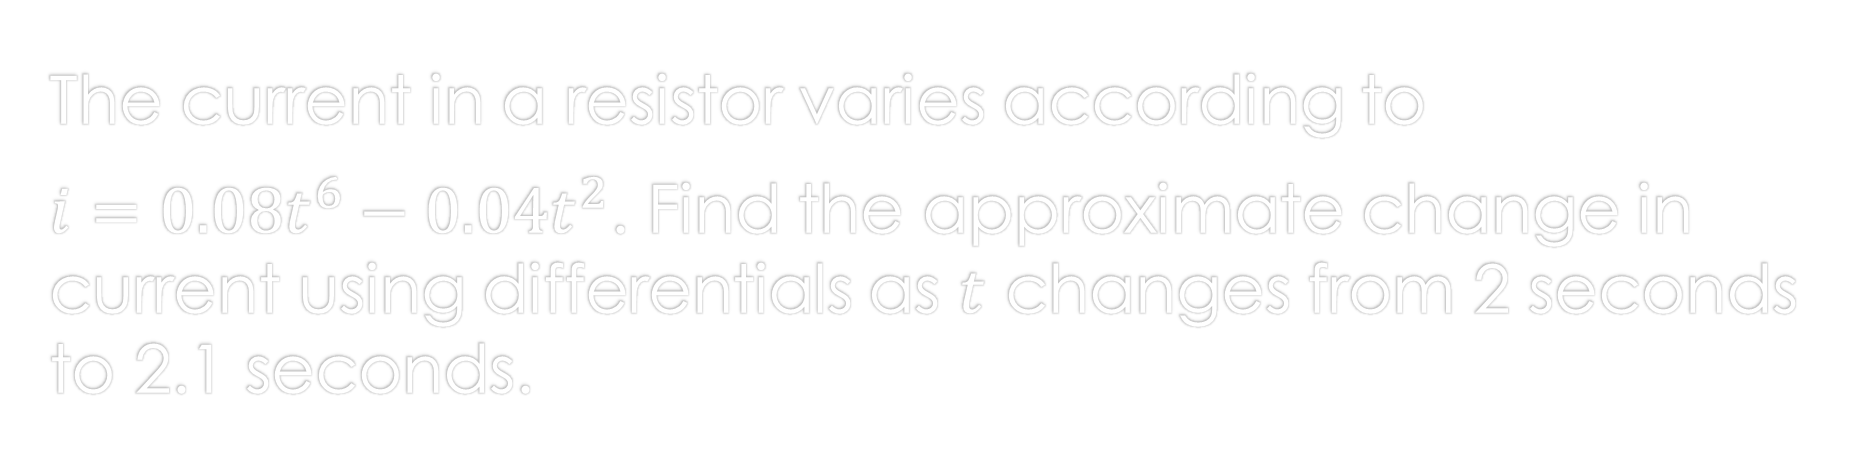 The current in a resistor varies according to
i = 0.08t⁶ − 0.04t². Find the approximate change in
current using differentials as t changes from 2 seconds
to 2.1 seconds.